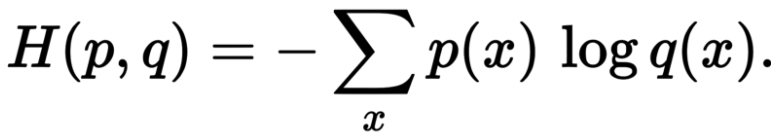 H(p, q) = − ∑ₓ p(x) log q(x).